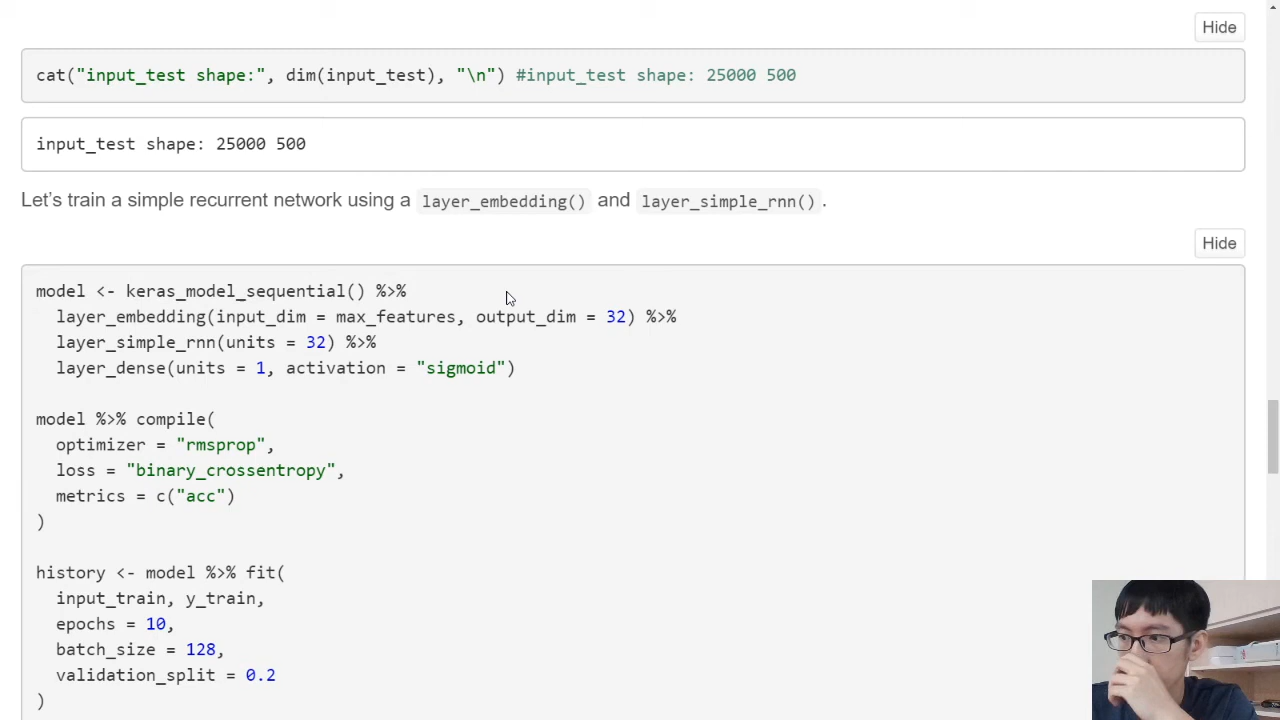 Hide
cat("input_test shape:", dim(input_test), "\n") #input_test shape: 25000 500
input_test shape: 25000 500
Let’s train a simple recurrent network using a layer_embedding() and layer_simple_rnn().
Hide
model <- keras_model_sequential() %>%
  layer_embedding(input_dim = max_features, output_dim = 32) %>%
  layer_simple_rnn(units = 32) %>%
  layer_dense(units = 1, activation = "sigmoid")
model %>% compile(
  optimizer = "rmsprop",
  loss = "binary_crossentropy",
  metrics = c("acc")
)
history <- model %>% fit(
  input_train, y_train,
  epochs = 10,
  batch_size = 128,
  validation_split = 0.2
)